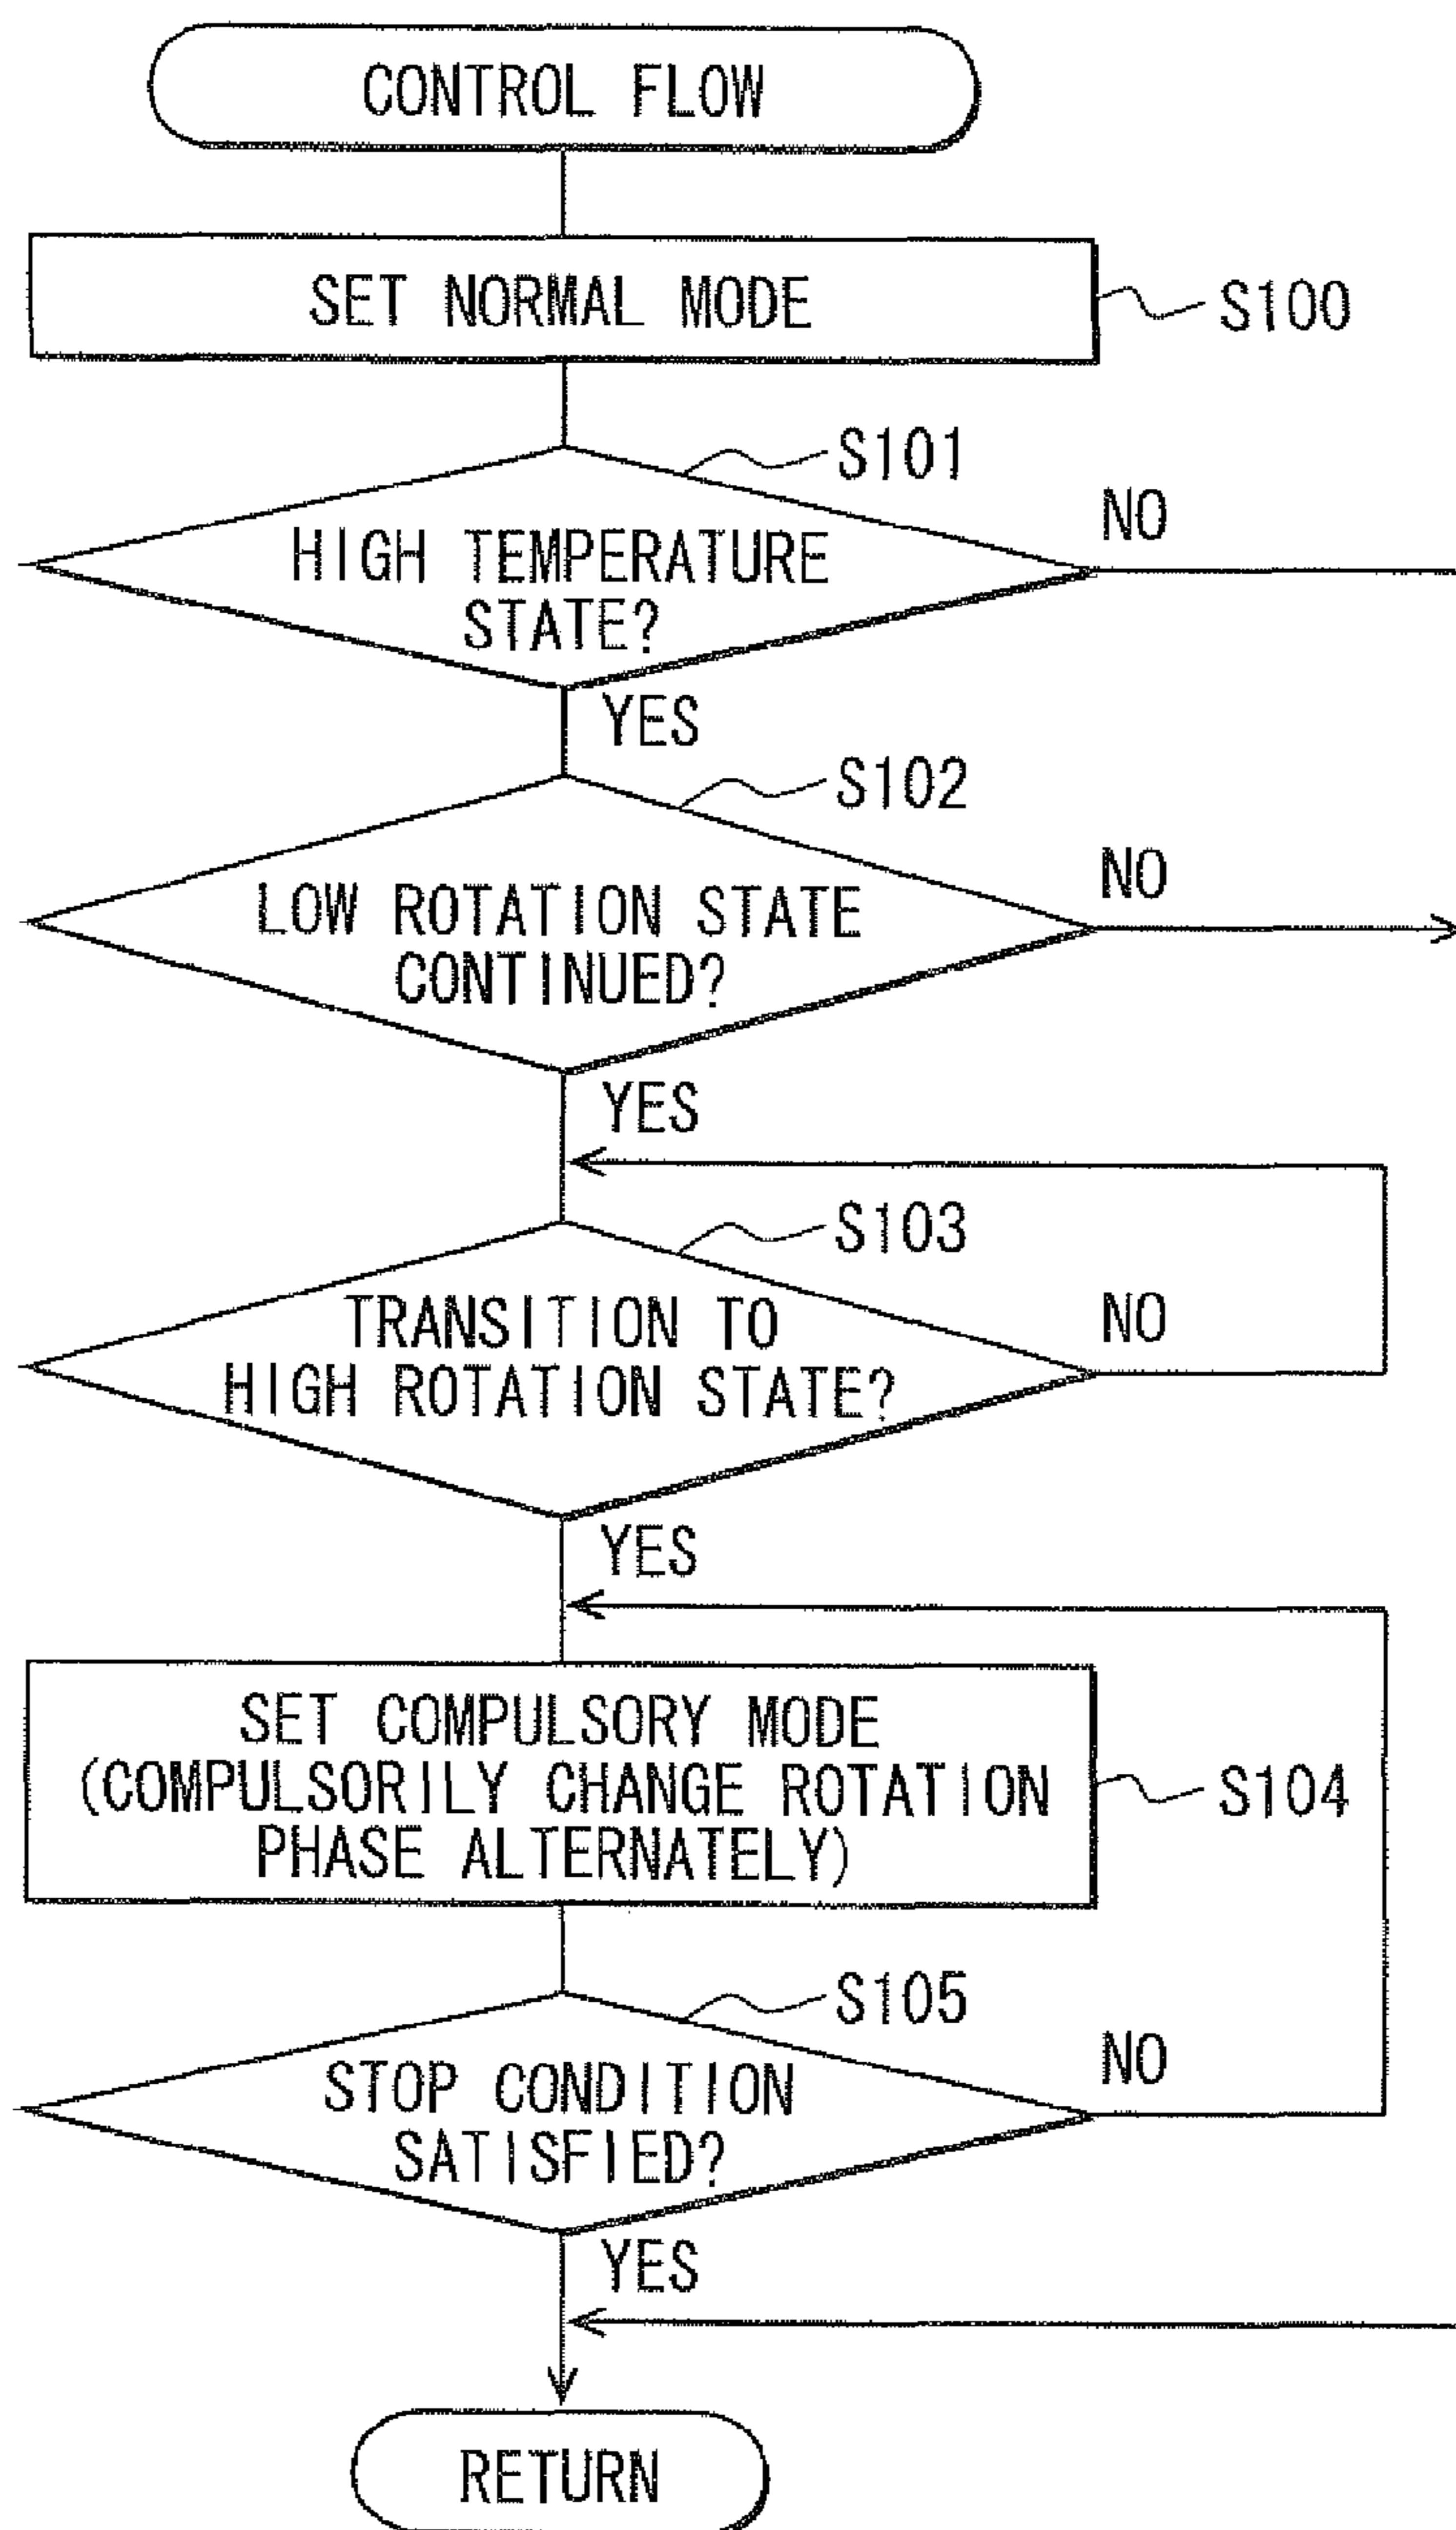 CONTROL FLOW
SET NORMAL MODE
S100
S101
NO
HIGH TEMPERATURE
STATE?
YES
S102
NO
LOW ROTATION STATE
CONTINUED?
YES
S103
NO
TRANSITION TO
HIGH ROTATION STATE?
YES
SET COMPULSORY MODE
(COMPULSORILY CHANGE ROTATION
PHASE ALTERNATELY)
S104
S105
NO
STOP CONDITION
SATISFIED?
YES
RETURN